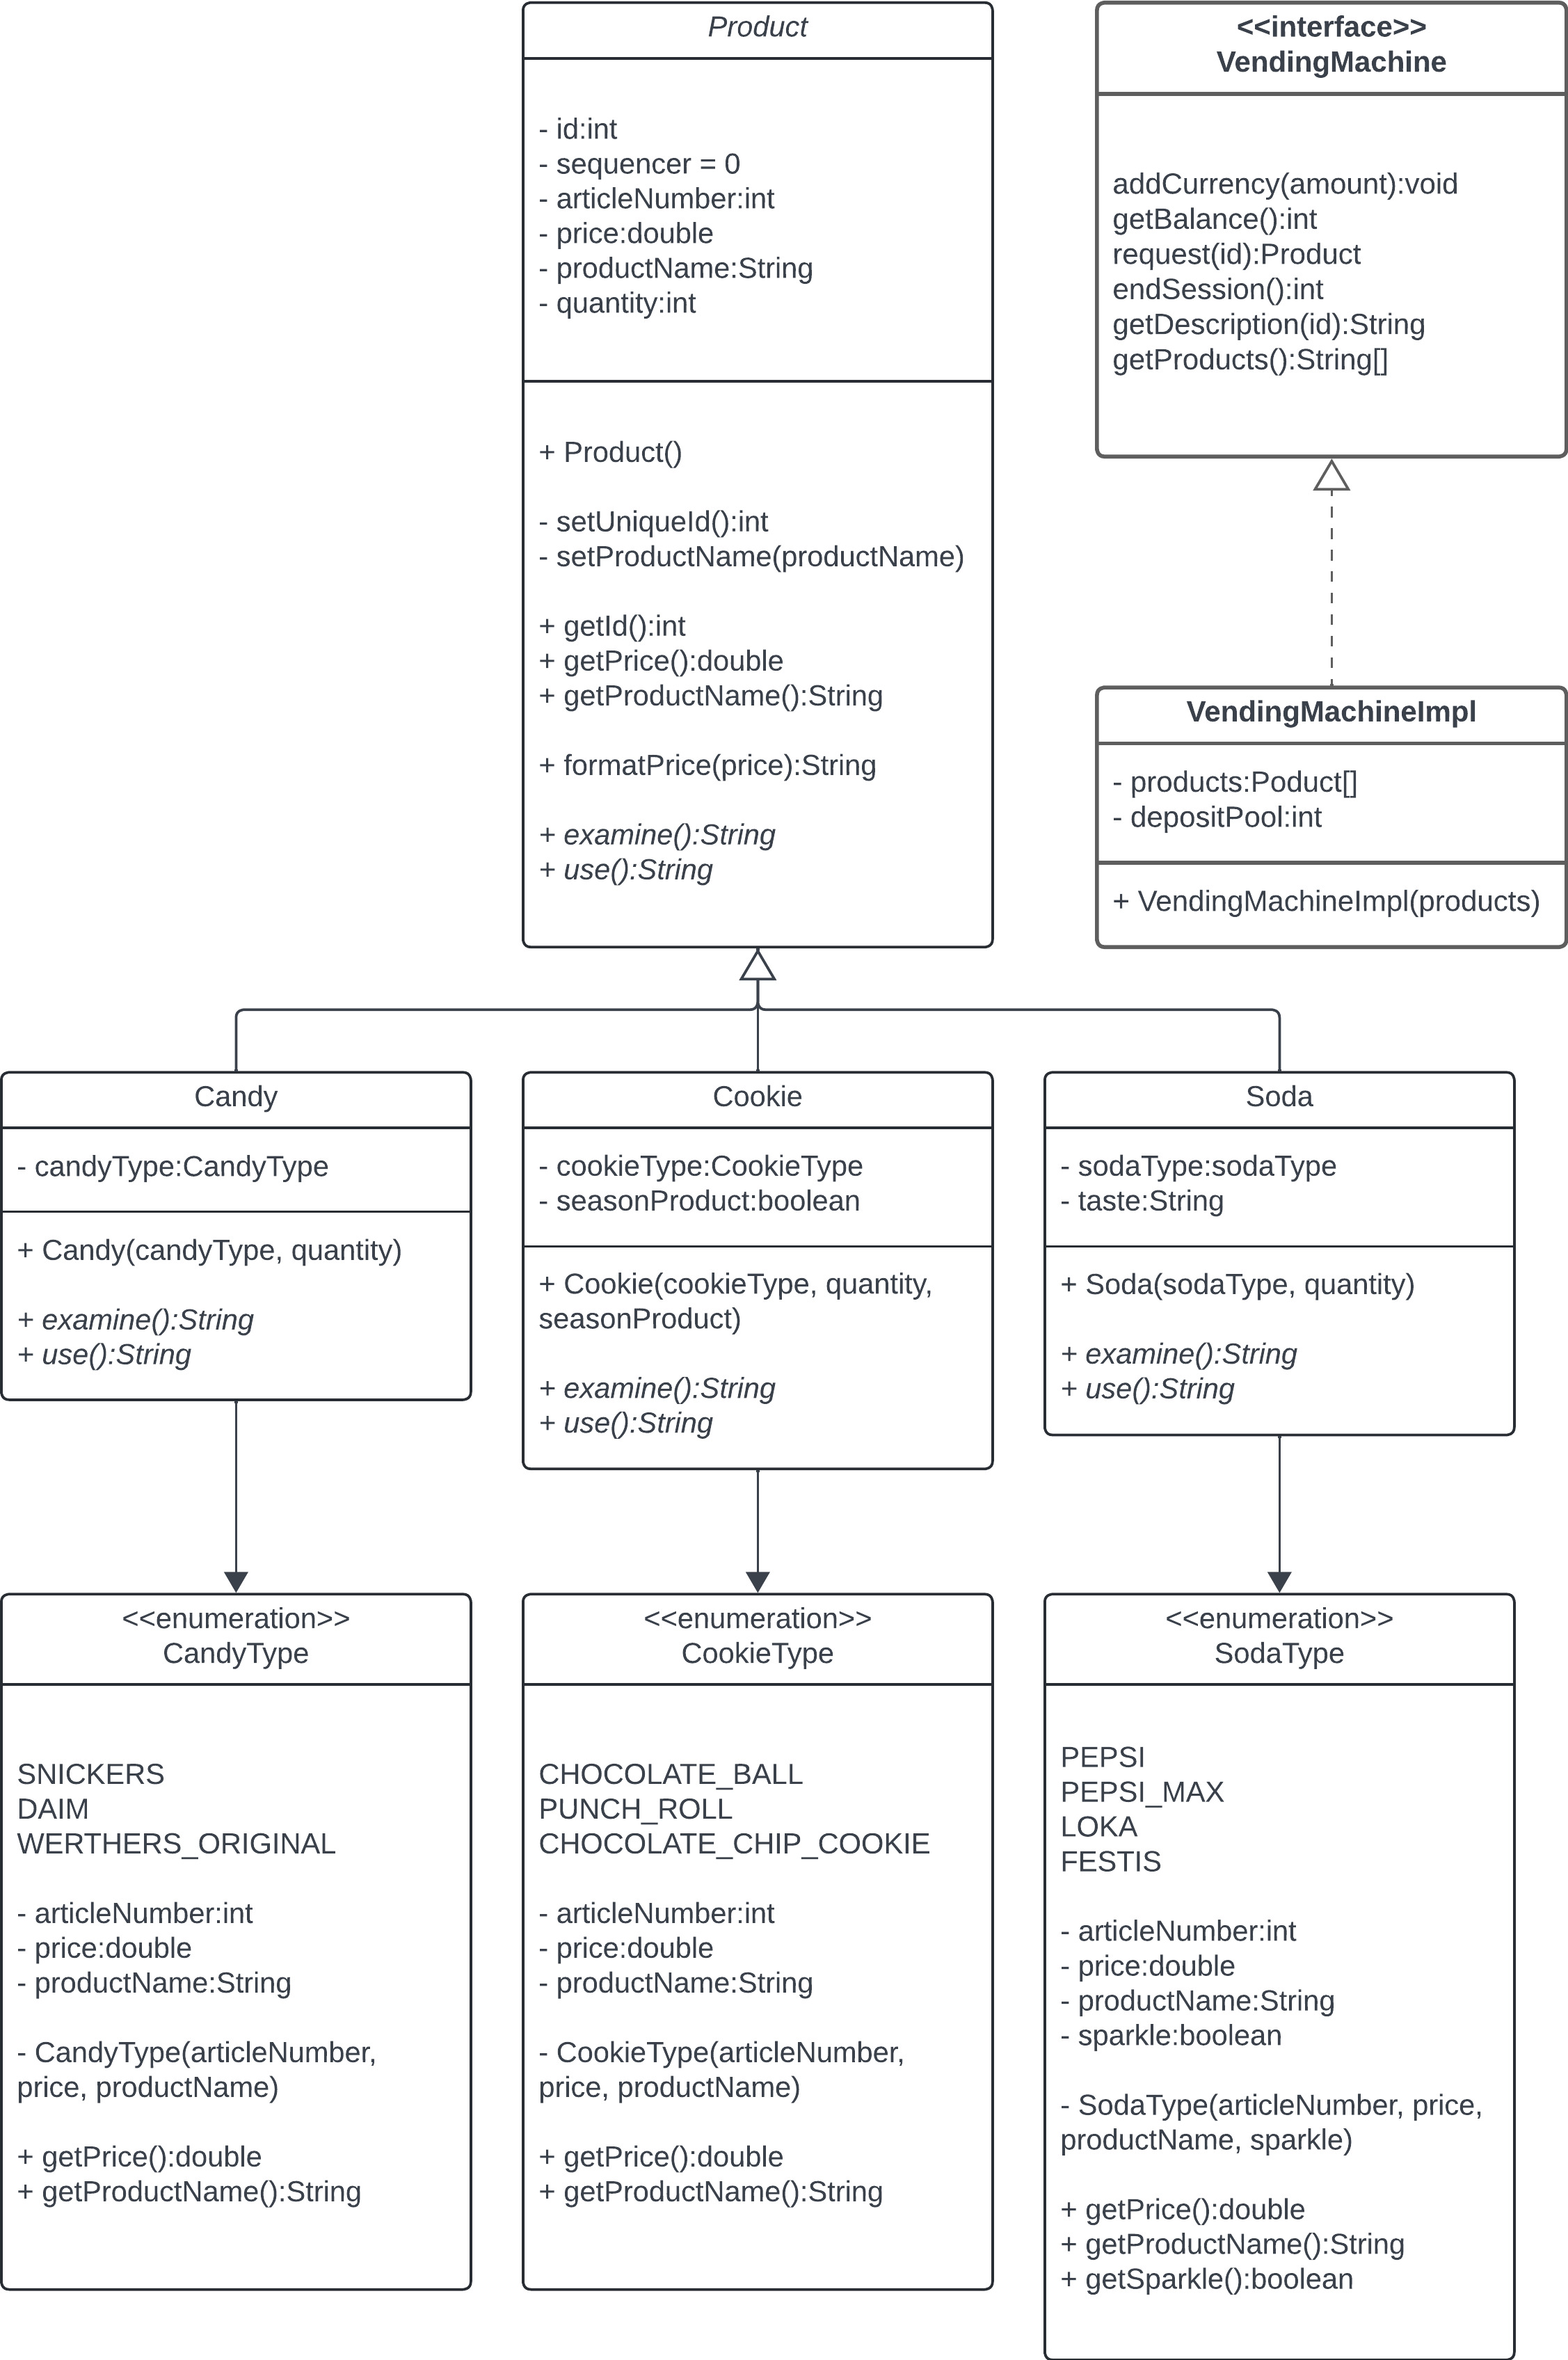 Product
- id:int
- sequencer = 0
- articleNumber:int
- price:double
- productName:String
- quantity:int
+ Product()
- setUniqueId():int
- setProductName(productName)
+ getId():int
+ getPrice():double
+ getProductName():String
+ formatPrice(price):String
+ examine():String
+ use():String
<<interface>>
VendingMachine
addCurrency(amount):void
getBalance():int
request(id):Product
endSession():int
getDescription(id):String
getProducts():String[]
VendingMachineImpl
- products:Poduct[]
- depositPool:int
+ VendingMachineImpl(products)
Candy
- candyType:CandyType
+ Candy(candyType, quantity)
+ examine():String
+ use():String
Cookie
- cookieType:CookieType
- seasonProduct:boolean
+ Cookie(cookieType, quantity,
seasonProduct)
+ examine():String
+ use():String
Soda
- sodaType:sodaType
- taste:String
+ Soda(sodaType, quantity)
+ examine():String
+ use():String
<<enumeration>>
CandyType
SNICKERS
DAIM
WERTHERS_ORIGINAL
- articleNumber:int
- price:double
- productName:String
- CandyType(articleNumber,
price, productName)
+ getPrice():double
+ getProductName():String
<<enumeration>>
CookieType
CHOCOLATE_BALL
PUNCH_ROLL
CHOCOLATE_CHIP_COOKIE
- articleNumber:int
- price:double
- productName:String
- CookieType(articleNumber,
price, productName)
+ getPrice():double
+ getProductName():String
<<enumeration>>
SodaType
PEPSI
PEPSI_MAX
LOKA
FESTIS
- articleNumber:int
- price:double
- productName:String
- sparkle:boolean
- SodaType(articleNumber, price,
productName, sparkle)
+ getPrice():double
+ getProductName():String
+ getSparkle():boolean